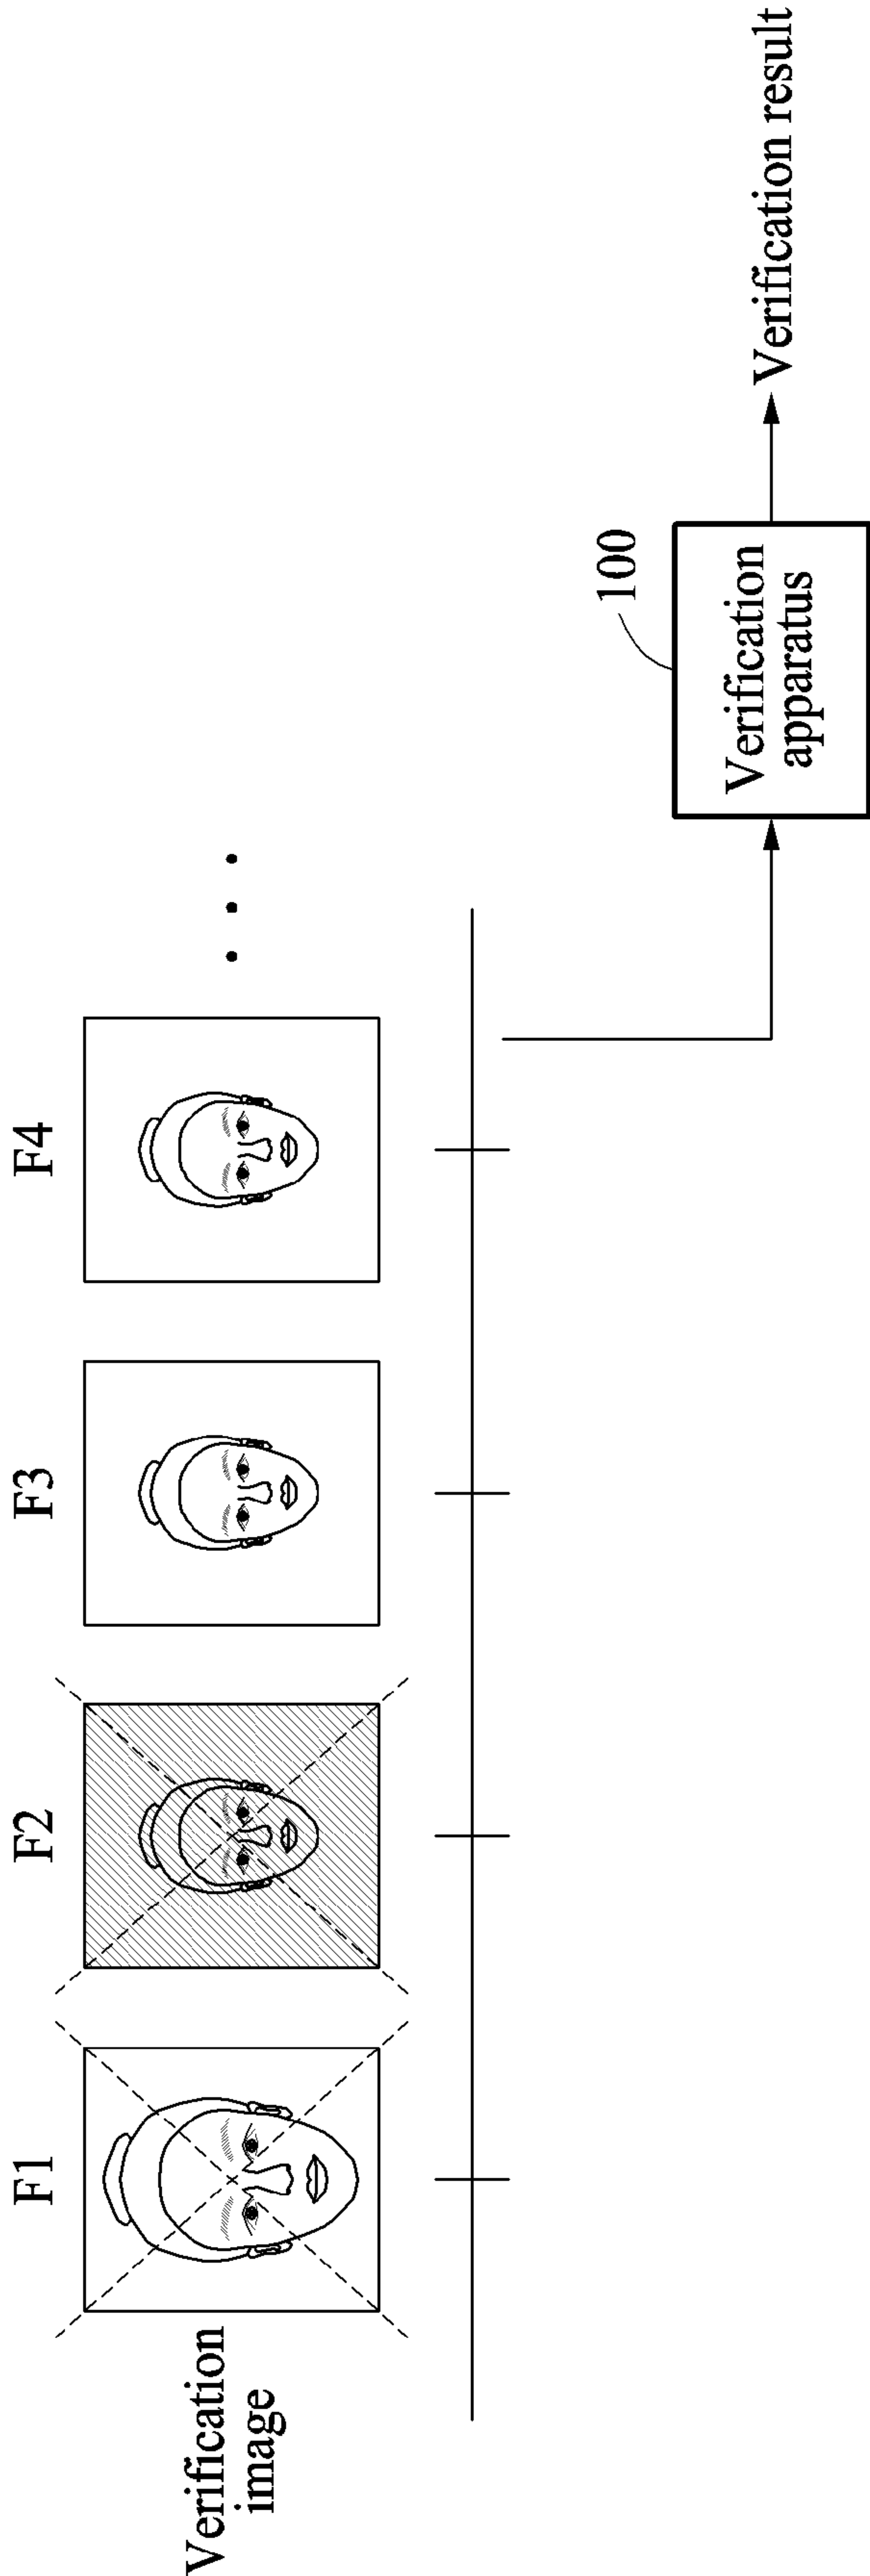 F1
F2
F3
F4
Verification
image
100
Verification
apparatus
Verification result